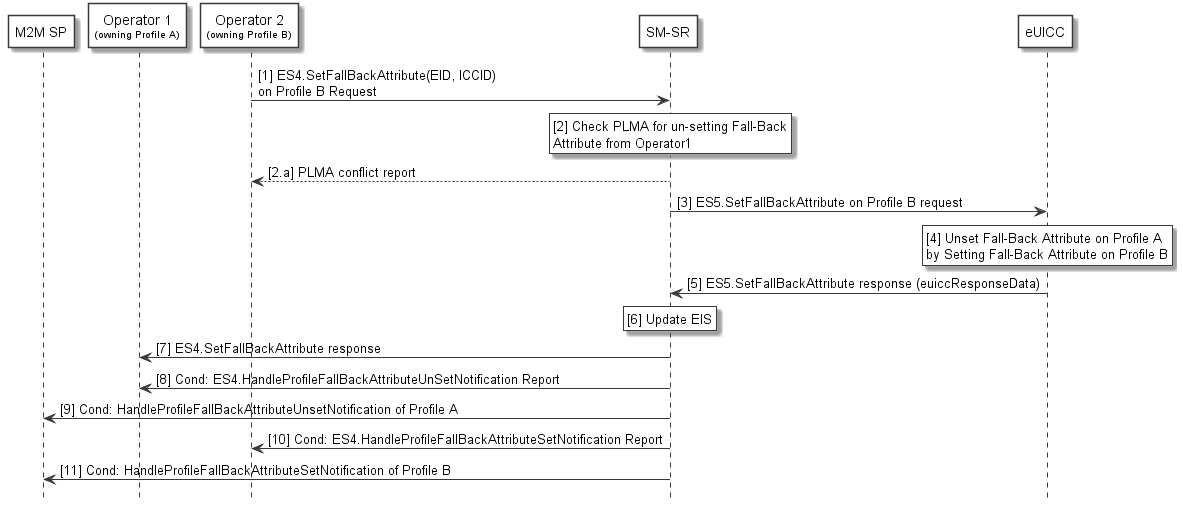 M2M SP
Operator 1
(owning Profile A)
Operator 2
(owning Profile B)
SM-SR
eUICC
[1] ES4.SetFallBackAttribute(EID, ICCID)
on Profile B Request
[2] Check PLMA for un-setting Fall-Back
Attribute from Operator1
[2.a] PLMA conflict report
[3] ES5.SetFallBackAttribute on Profile B request
[4] Unset Fall-Back Attribute on Profile A
by Setting Fall-Back Attribute on Profile B
[5] ES5.SetFallBackAttribute response (euiccResponseData)
[6] Update EIS
[7] ES4.SetFallBackAttribute response
[8] Cond: ES4.HandleProfileFallBackAttributeUnSetNotification Report
[9] Cond: HandleProfileFallBackAttributeUnsetNotification of Profile A
[10] Cond: ES4.HandleProfileFallBackAttributeSetNotification Report
[11] Cond: HandleProfileFallBackAttributeSetNotification of Profile B